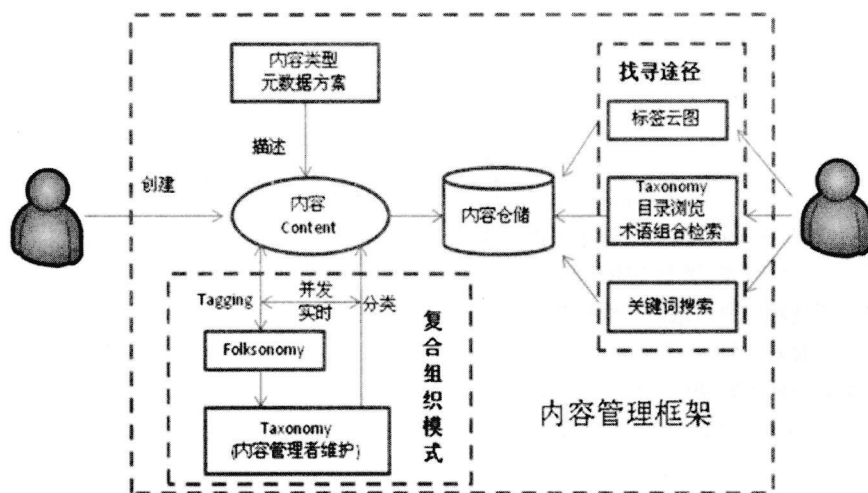 内容类型
元数据方案
找寻途径
标签云图
描述
创建
内容
Content
内容仓储
Taxonomy
目录浏览
术语组合检索
Tagging
并发
实时
分类
关键词搜索
Folksonomy
复合组织模式
Taxonomy
(内容管理者维护)
内容管理框架